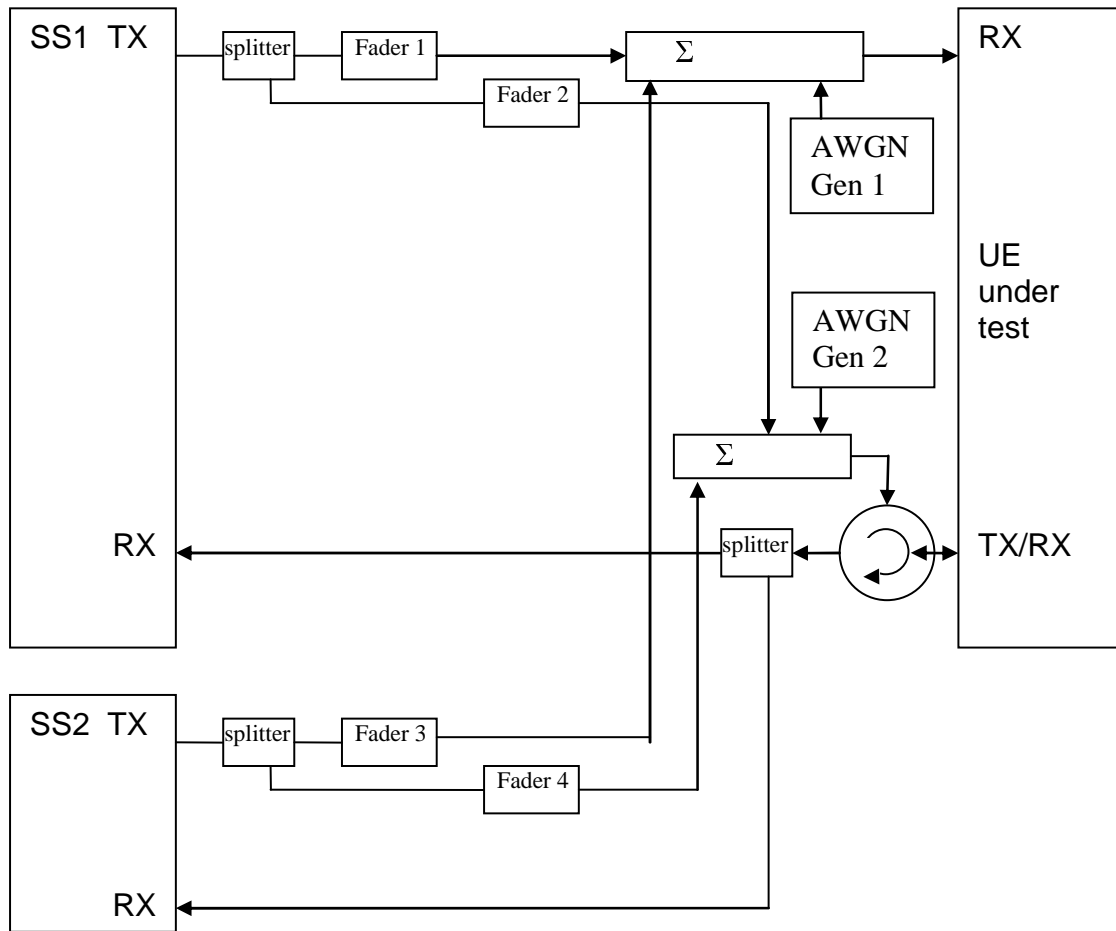 SS1 TX
splitter
Fader 1
Σ
RX
Fader 2
AWGN
Gen 1
UE
under
test
AWGN
Gen 2
Σ
RX
splitter
TX/RX
SS2 TX
splitter
Fader 3
Fader 4
RX